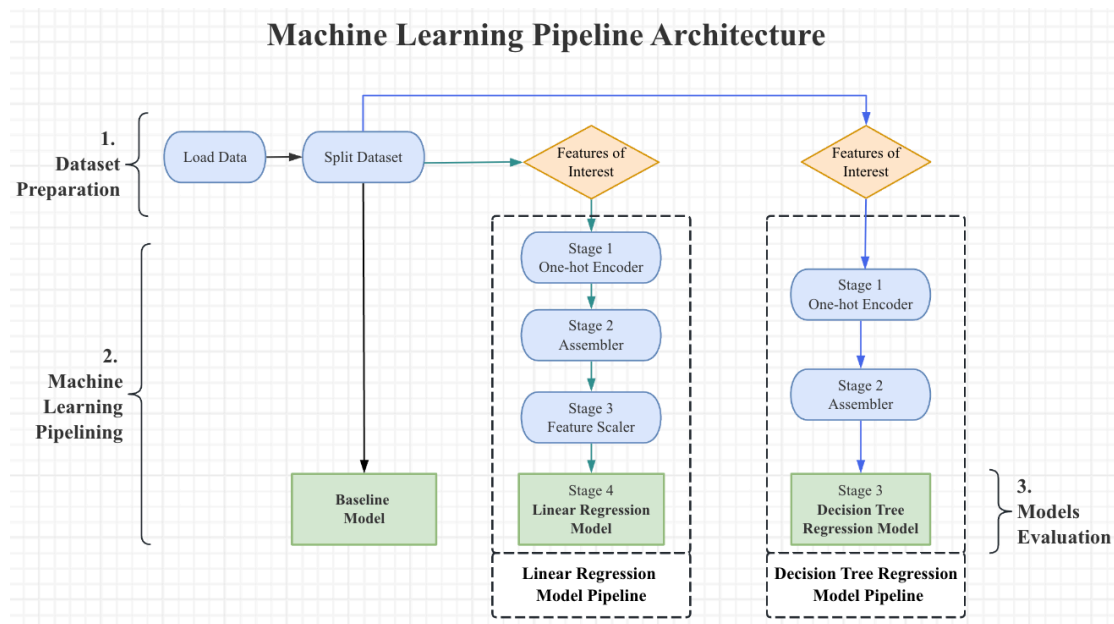 Machine Learning Pipeline Architecture
1.
Dataset
Preparation
Load Data
Split Dataset
Features of
Interest
Features of
Interest
2.
Machine
Learning
Pipelining
Stage 1
One-hot Encoder
Stage 2
Assembler
Stage 3
Feature Scaler
Stage 1
One-hot Encoder
Stage 2
Assembler
Baseline
Model
Stage 4
Linear Regression
Model
Stage 3
Decision Tree
Regression Model
3.
Models
Evaluation
Linear Regression
Model Pipeline
Decision Tree Regression
Model Pipeline